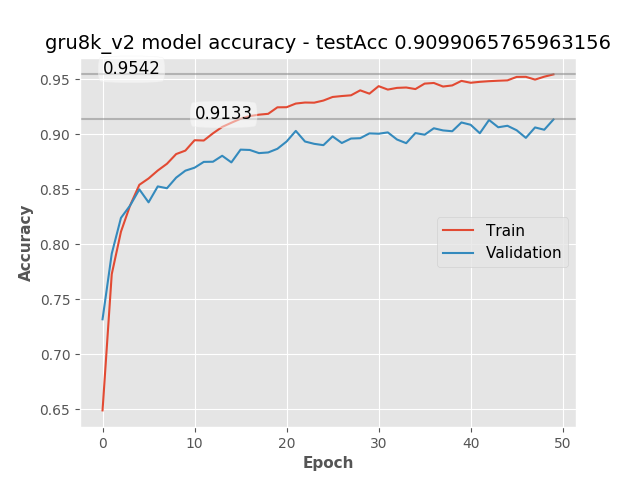 gru8k_v2 model accuracy - testAcc 0.9099065765963156
0.9542
0.9133
0.95
0.90
0.85
0.80
0.75
0.70
0.65
Accuracy
Train
Validation
0 10 20 30 40 50
Epoch